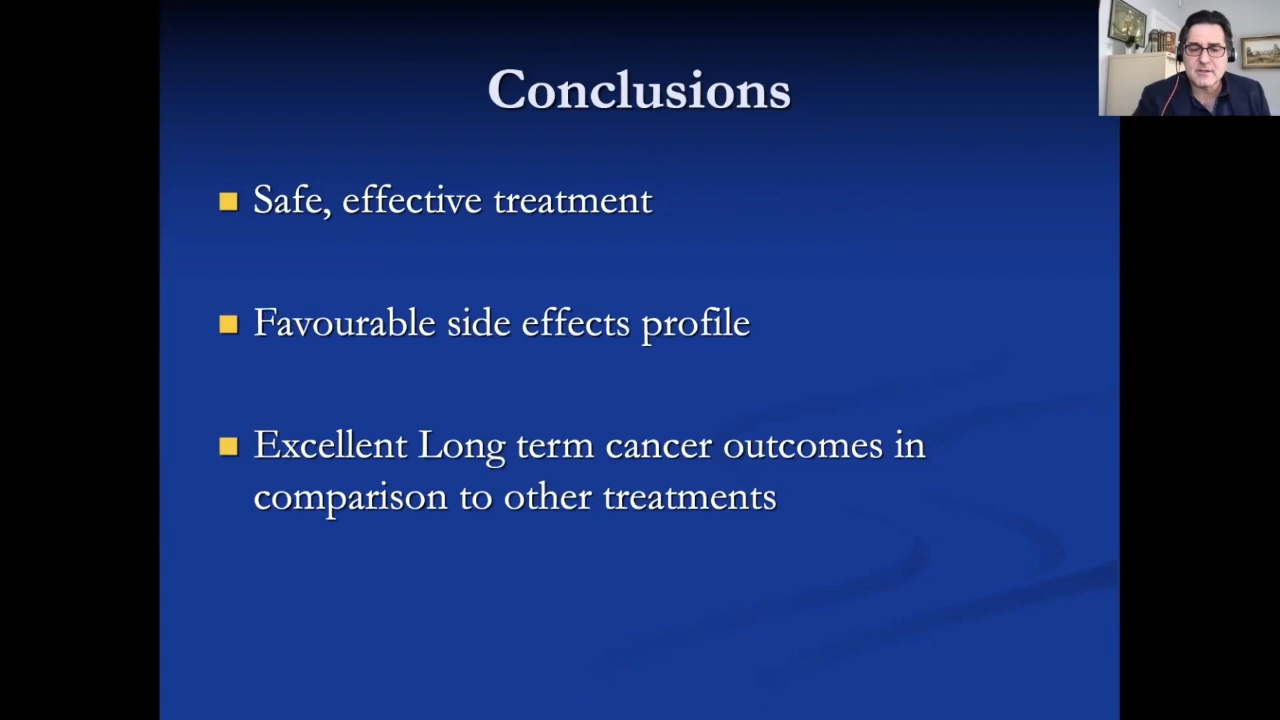 Conclusions
Safe, effective treatment
Favourable side effects profile
Excellent Long term cancer outcomes in
comparison to other treatments